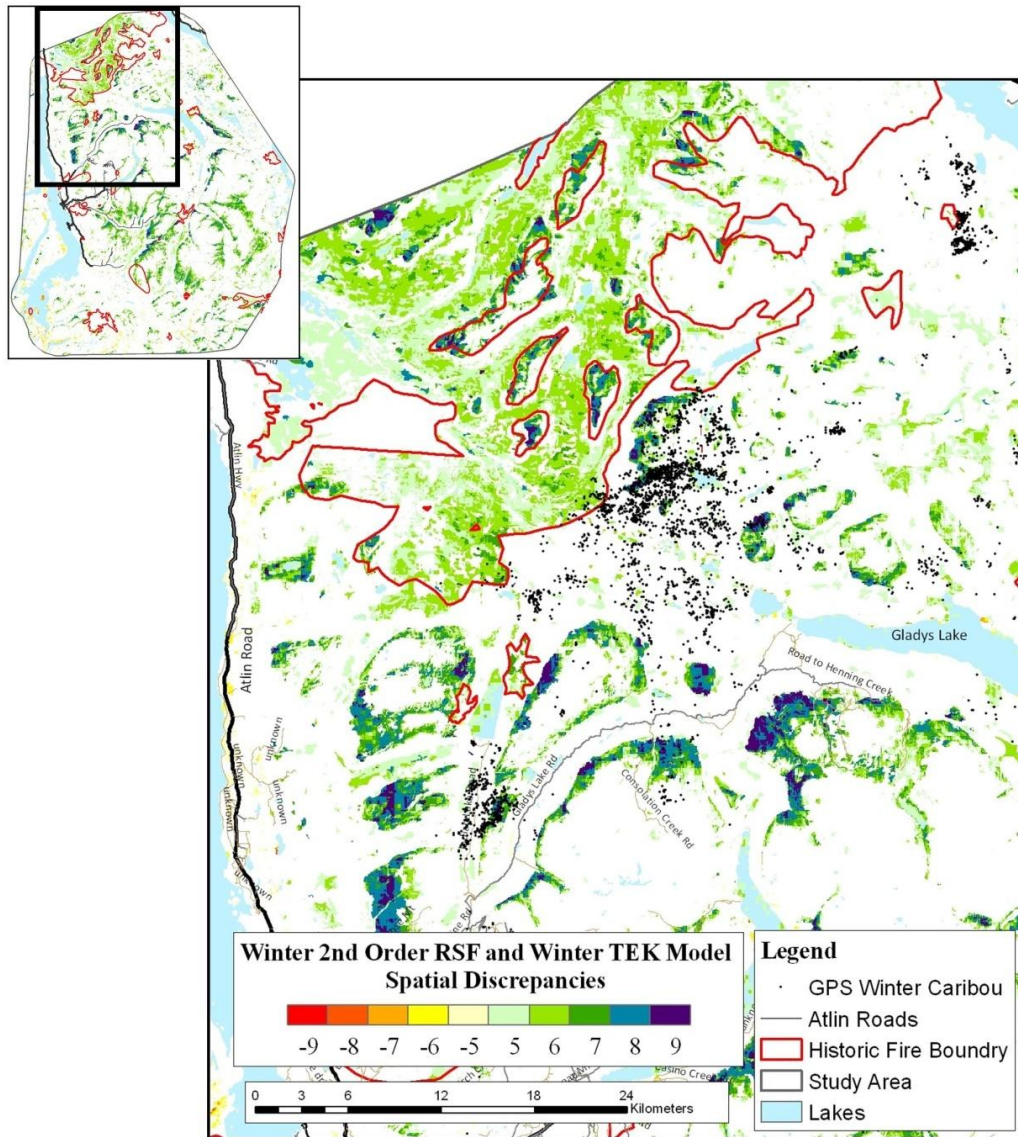 Atlin Hwy
Atlin Road
unknown
unknown
unknown
unknown
unknown
unknown
Gladys Lake
Road to Henning Creek
Gladys Lake Rd
Consolation Creek Rd
Winter 2nd Order RSF and Winter TEK Model
Spatial Discrepancies
-9 -8 -7 -6 -5 5 6 7 8 9
0 3 6 12 18 24
Kilometers
Legend
GPS Winter Caribou
Atlin Roads
Historic Fire Boundry
Study Area
Lakes